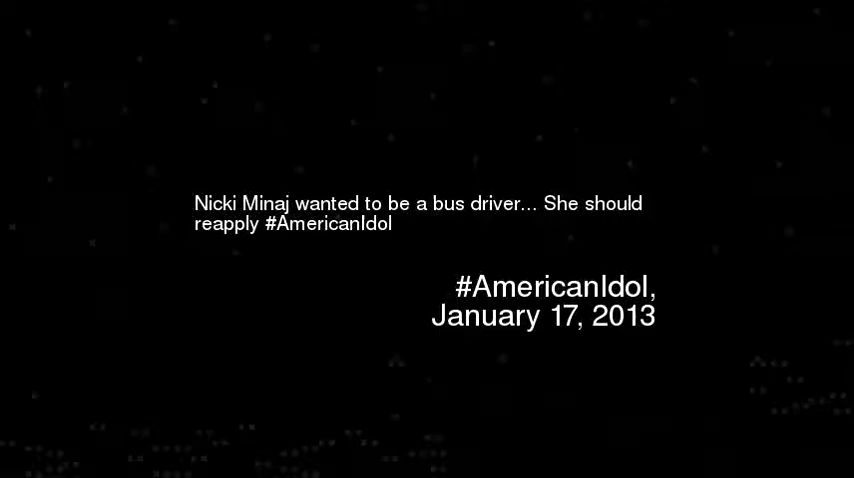 Nicki Minaj wanted to be a bus driver... She should
reapply #AmericanIdol
#AmericanIdol,
January 17, 2013